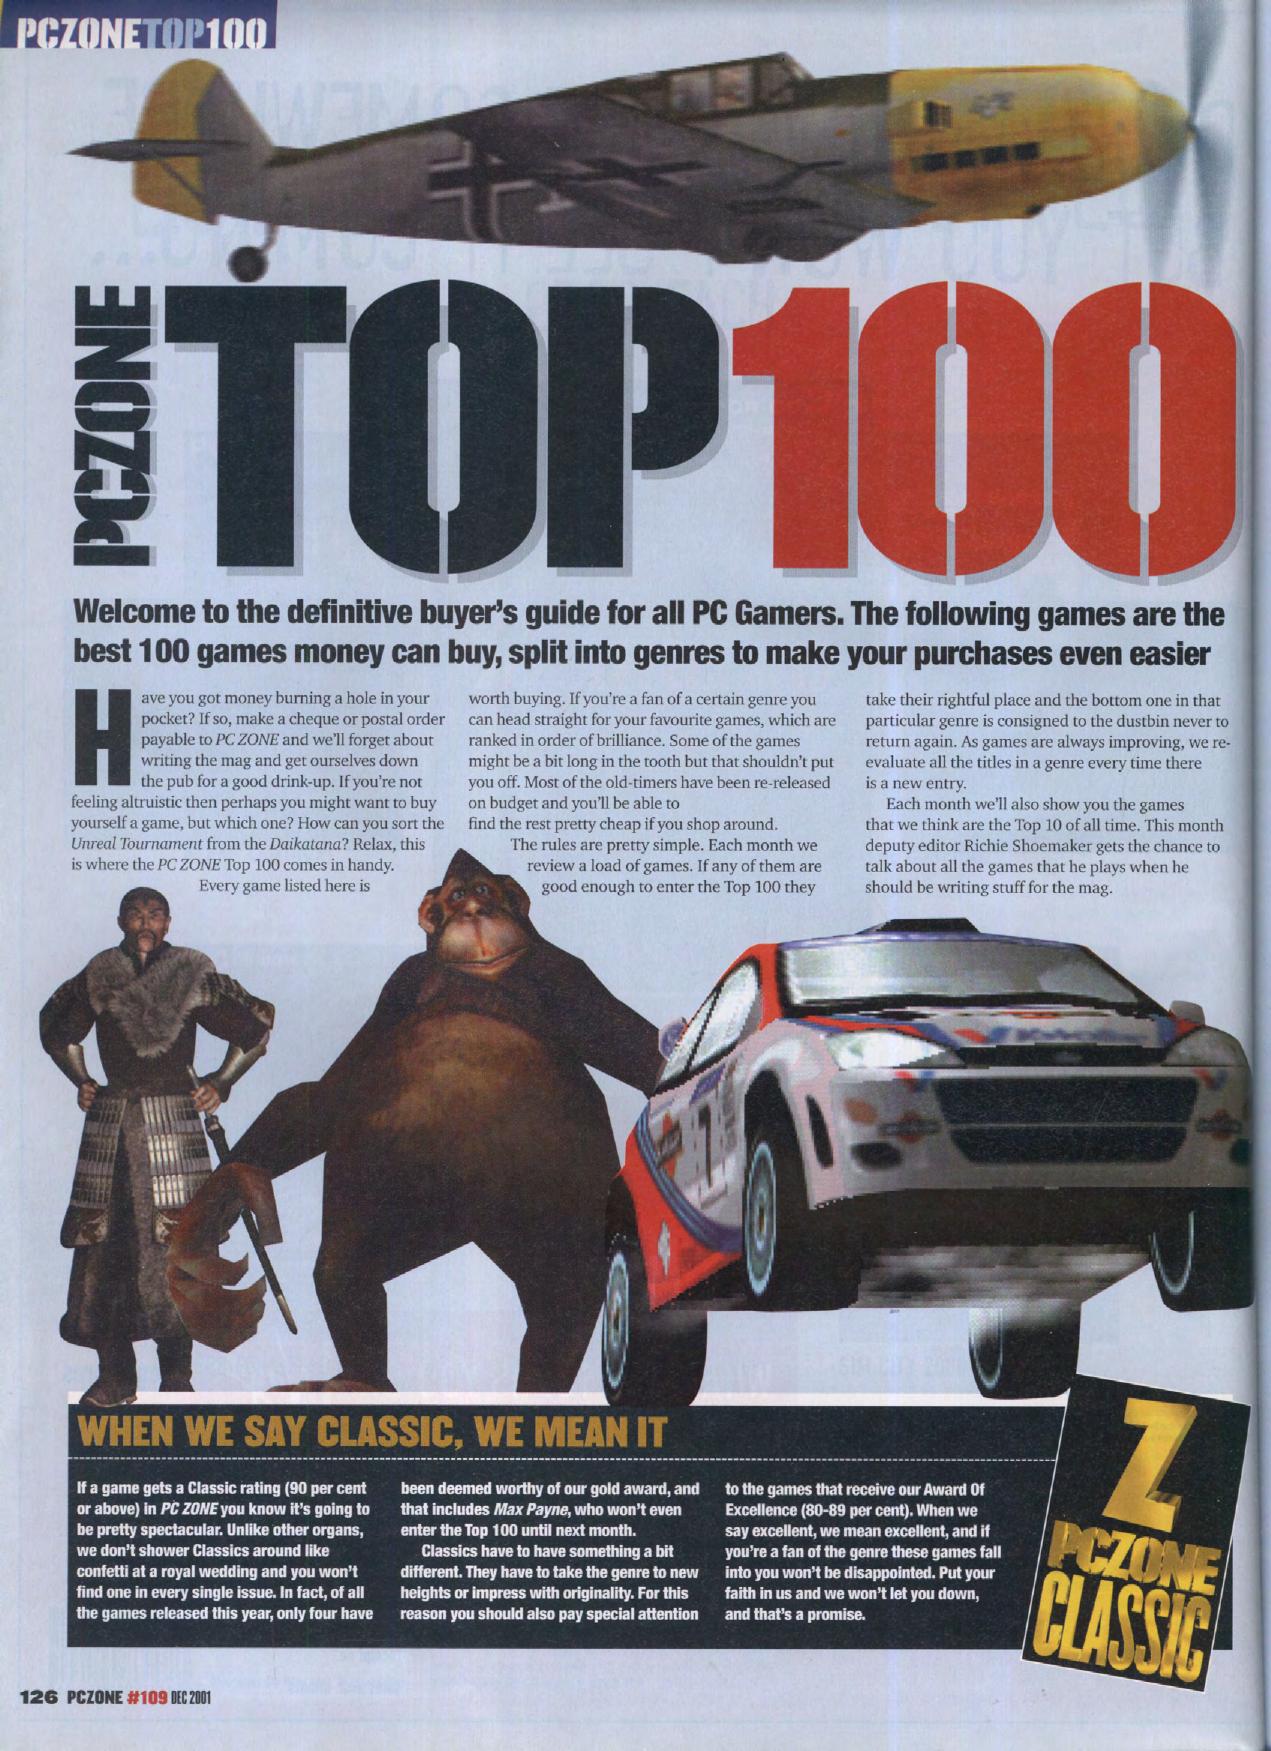 PCZONETOP100
PCZONE
TOP100
Welcome to the definitive buyer's guide for all PC Gamers. The following games are the
best 100 games money can buy, split into genres to make your purchases even easier
Have you got money burning a hole in your
pocket? If so, make a cheque or postal order
payable to PC ZONE and we'll forget about
writing the mag and get ourselves down
the pub for a good drink-up. If you're not
feeling altruistic then perhaps you might want to buy
yourself a game, but which one? How can you sort the
Unreal Tournament from the Daikatana? Relax, this
is where the PC ZONE Top 100 comes in handy.
Every game listed here is
worth buying. If you're a fan of a certain genre you
can head straight for your favourite games, which are
ranked in order of brilliance. Some of the games
might be a bit long in the tooth but that shouldn't put
you off. Most of the old-timers have been re-released
on budget and you'll be able to
find the rest pretty cheap if you shop around.
The rules are pretty simple. Each month we
review a load of games. If any of them are
good enough to enter the Top 100 they
take their rightful place and the bottom one in that
particular genre is consigned to the dustbin never to
return again. As games are always improving, we re-
evaluate all the titles in a genre every time there
is a new entry.
Each month we'll also show you the games
that we think are the Top 10 of all time. This month
deputy editor Richie Shoemaker gets the chance to
talk about all the games that he plays when he
should be writing stuff for the mag.
WHEN WE SAY CLASSIC, WE MEAN IT
If a game gets a Classic rating (90 per cent
or above) in PC ZONE you know it's going to
be pretty spectacular. Unlike other organs,
we don't shower Classics around like
confetti at a royal wedding and you won't
find one in every single issue. In fact, of all
the games released this year, only four have
been deemed worthy of our gold award, and
that includes Max Payne, who won't even
enter the Top 100 until next month.
Classics have to have something a bit
different. They have to take the genre to new
heights or impress with originality. For this
reason you should also pay special attention
to the games that receive our Award Of
Excellence (80-89 per cent). When we
say excellent, we mean excellent, and if
you're a fan of the genre these games fall
into you won't be disappointed. Put your
faith in us and we won't let you down,
and that's a promise.
Z
PCZONE
CLASSIC
126 PCZONE #109 DEC 2001